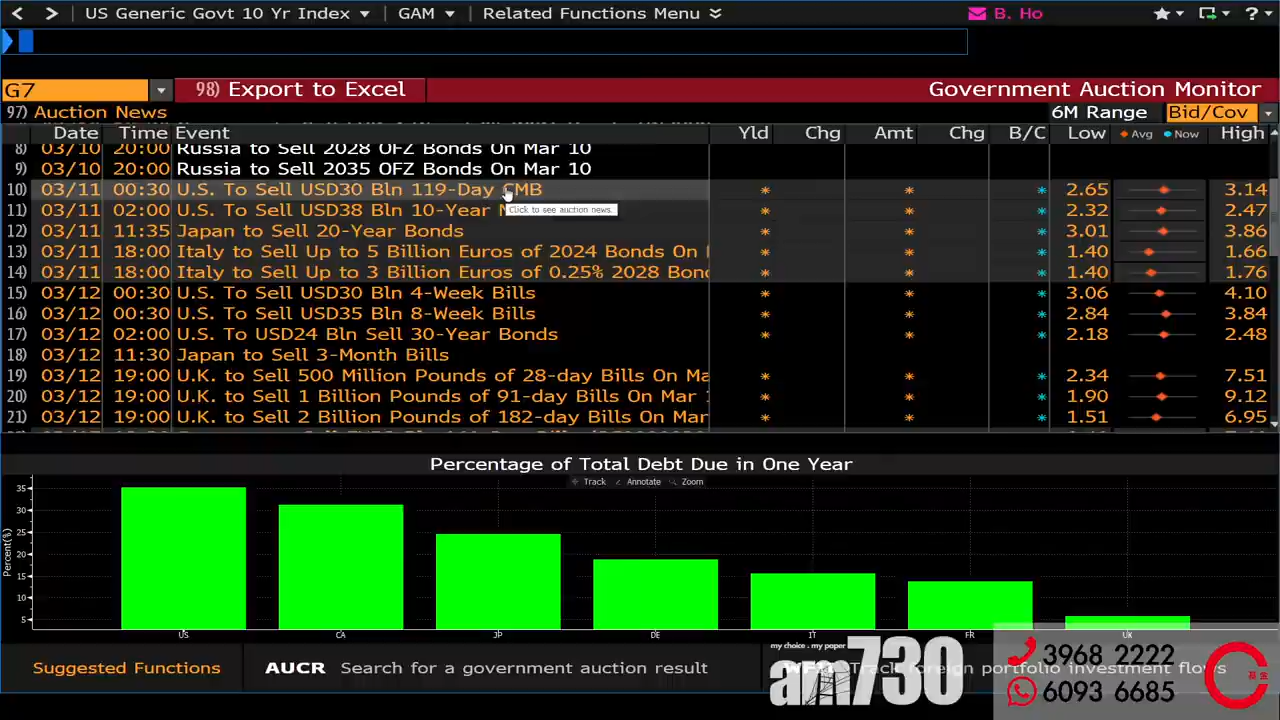 US Generic Govt 10 Yr Index GAM Related Functions Menu B. Ho ?
G7 98) Export to Excel Government Auction Monitor
97) Auction News 6M Range Bid/Cov
Date Time Event Yld Chg Amt Chg B/C Low Avg Now High
8) 03/10 20:00 Russia to Sell 2028 OFZ Bonds On Mar 10
9) 03/10 20:00 Russia to Sell 2035 OFZ Bonds On Mar 10
10) 03/11 00:30 U.S. To Sell USD30 Bln 119-Day CMB * * * 2.65 3.14
11) 03/11 02:00 U.S. To Sell USD38 Bln 10-Year * * * 2.32 2.47
Click to see auction news.
12) 03/11 11:35 Japan to Sell 20-Year Bonds * * * 3.01 3.86
13) 03/11 18:00 Italy to Sell Up to 5 Billion Euros of 2024 Bonds On * * * 1.40 1.66
14) 03/11 18:00 Italy to Sell Up to 3 Billion Euros of 0.25% 2028 Bon * * * 1.40 1.76
15) 03/12 00:30 U.S. To Sell USD30 Bln 4-Week Bills * * * 3.06 4.10
16) 03/12 00:30 U.S. To Sell USD35 Bln 8-Week Bills * * * 2.84 3.84
17) 03/12 02:00 U.S. To USD24 Bln Sell 30-Year Bonds * * * 2.18 2.48
18) 03/12 11:30 Japan to Sell 3-Month Bills
19) 03/12 19:00 U.K. to Sell 500 Million Pounds of 28-day Bills On Ma * * * 2.34 7.51
20) 03/12 19:00 U.K. to Sell 1 Billion Pounds of 91-day Bills On Mar * * * 1.90 9.12
21) 03/12 19:00 U.K. to Sell 2 Billion Pounds of 182-day Bills On Mar * * * 1.51 6.95
Percentage of Total Debt Due in One Year
Track Annotate Zoom
Percent(%)
35
30
25
20
15
10
5
US CA JP DE IT FR UK
Suggested Functions AUCR Search for a government auction result Track foreign portfolio investment flows
my choice . my paper
am730
3968 2222
6093 6685
基金